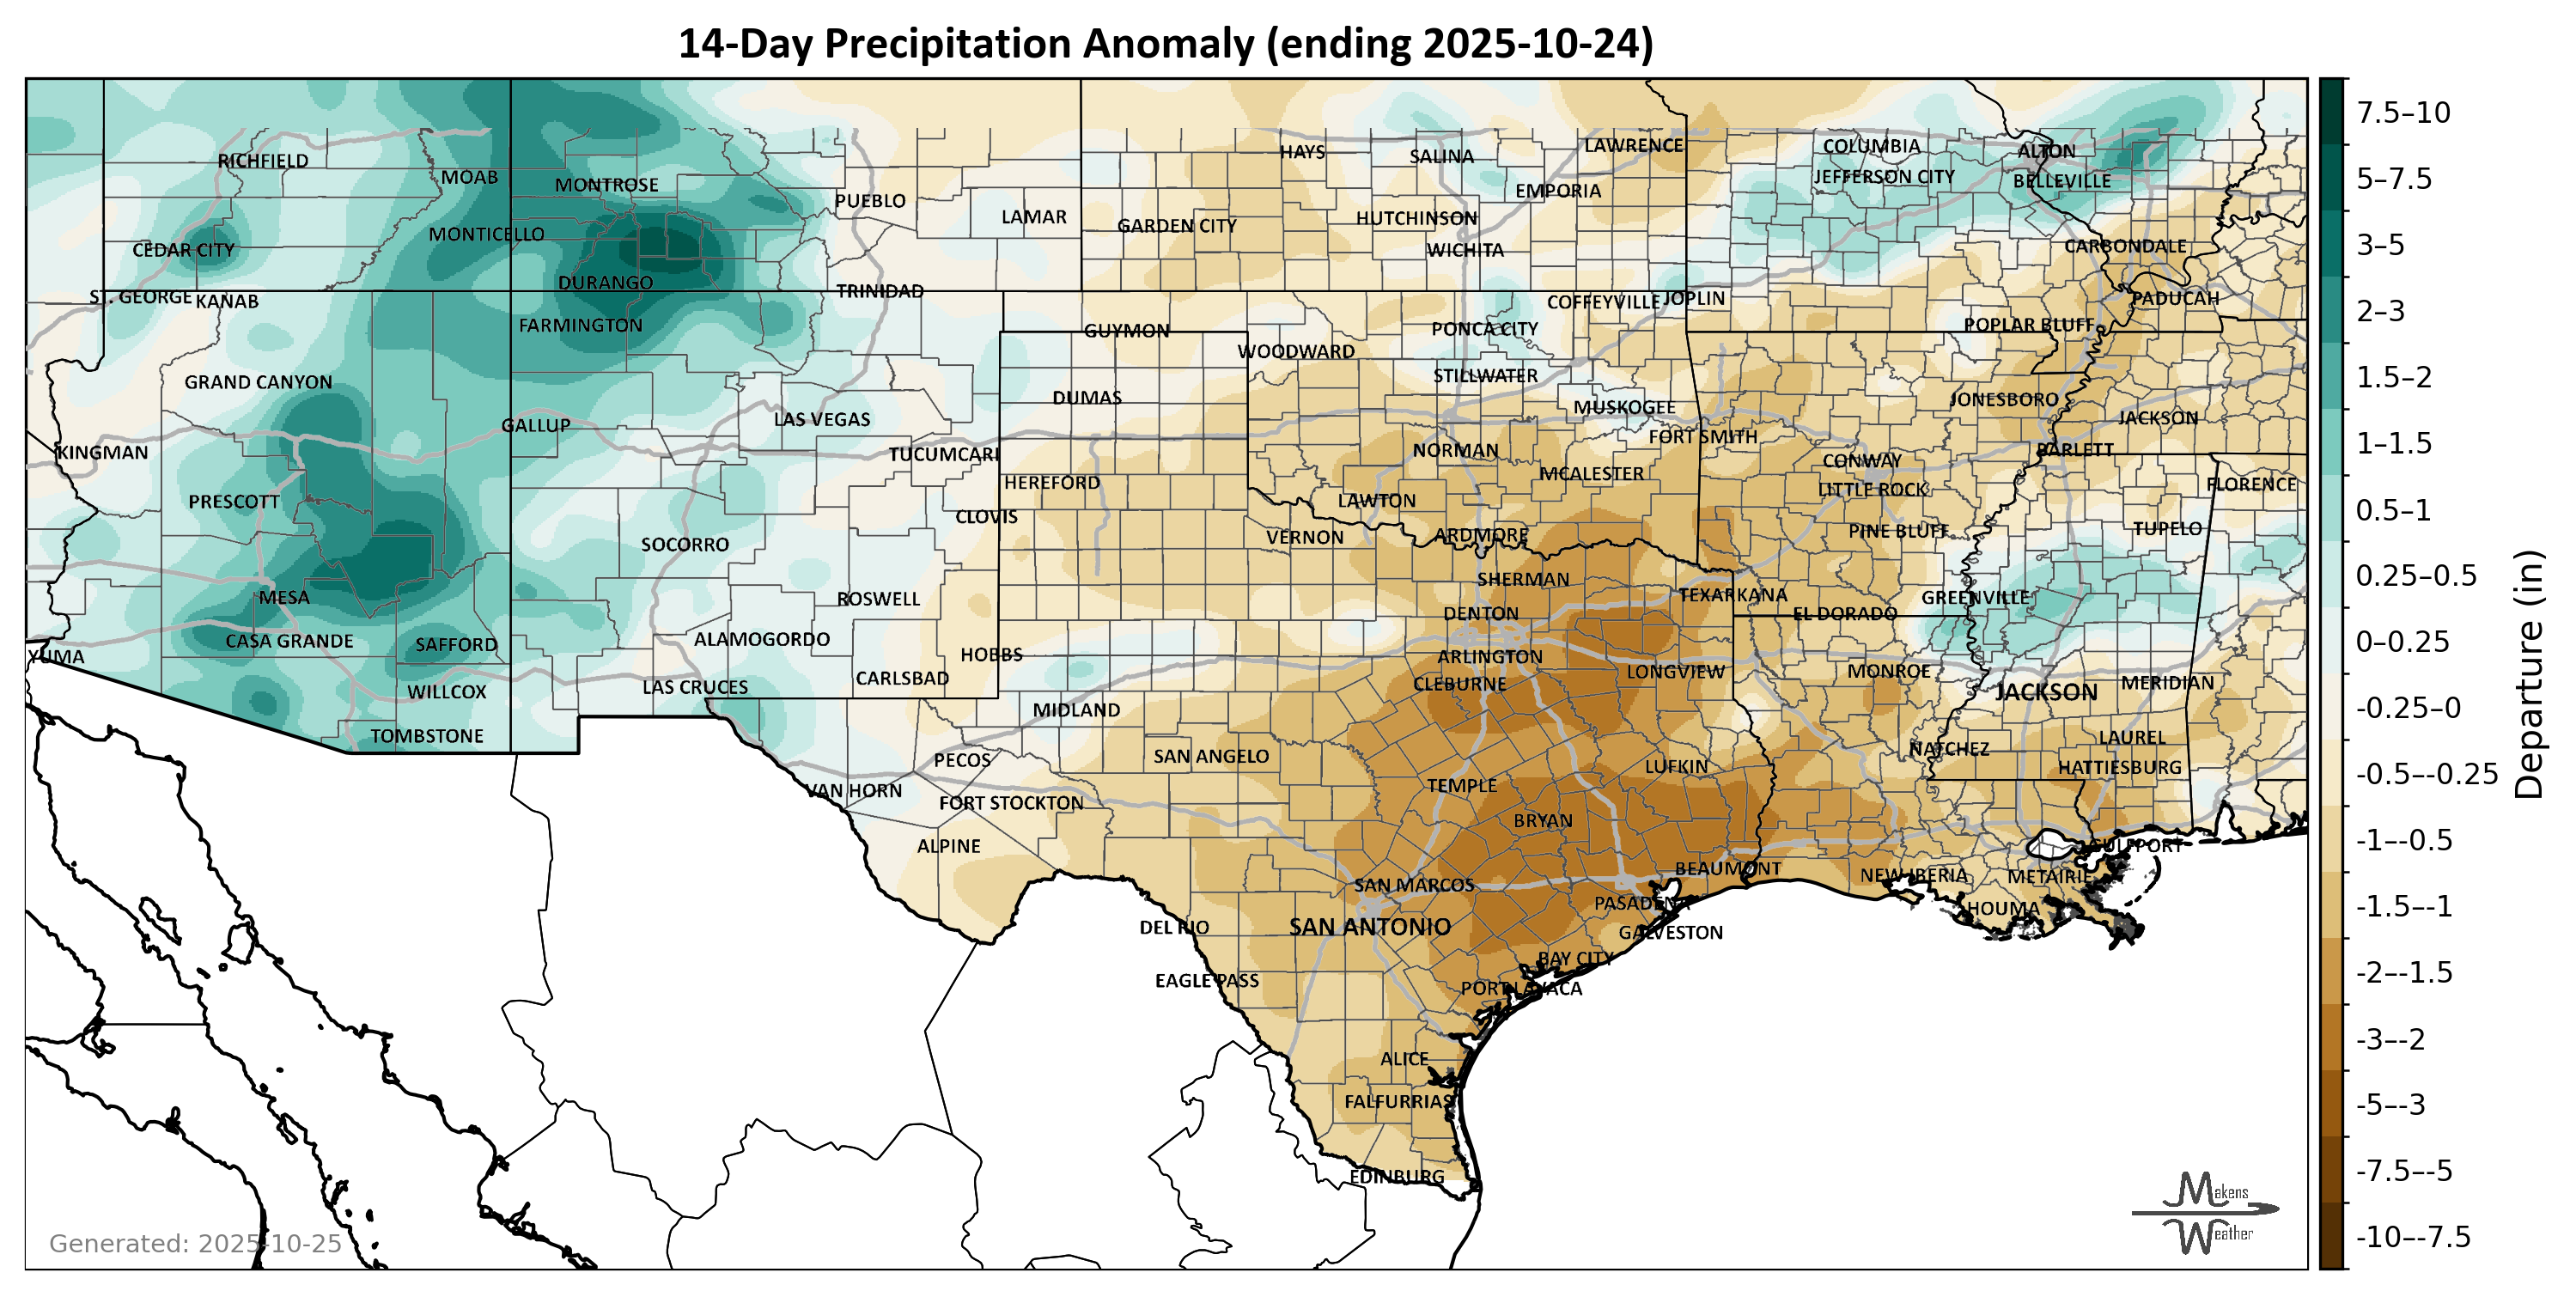 14-Day Precipitation Anomaly (ending 2025-10-24)
RICHFIELD
MOAB
MONTROSE
PUEBLO
LAMAR
HAYS
SALINA
LAWRENCE
COLUMBIA
ALTON
GARDEN CITY
HUTCHINSON
EMPORIA
JEFFERSON CITY
BELLEVILLE
CEDAR CITY
MONTICELLO
DURANGO
WICHITA
CARBONDALE
ST. GEORGE
KANAB
TRINIDAD
COFFEYVILLE
JOPLIN
PADUCAH
FARMINGTON
GUYMON
PONCA CITY
POPLAR BLUFF
WOODWARD
STILLWATER
GRAND CANYON
DUMAS
MUSKOGEE
JONESBORO
JACKSON
GALLUP
LAS VEGAS
KINGMAN
TUCUMCARI
NORMAN
FORT SMITH
CONWAY
BARLETT
PRESCOTT
HEREFORD
LAWTON
MCALESTER
LITTLE ROCK
FLORENCE
CLOVIS
VERNON
ARDMORE
PINE BLUFF
TUPELO
SOCORRO
SHERMAN
MESA
ROSWELL
DENTON
TEXARKANA
EL DORADO
GREENVILLE
CASA GRANDE
SAFFORD
ALAMOGORDO
YUMA
HOBBS
ARLINGTON
WILLCOX
LAS CRUCES
CARLSBAD
CLEBURNE
LONGVIEW
MONROE
JACKSON
MERIDIAN
TOMBSTONE
MIDLAND
PECOS
SAN ANGELO
LUFKIN
NATCHEZ
LAUREL
HATTIESBURG
VAN HORN
FORT STOCKTON
TEMPLE
BRYAN
ALPINE
GULFPORT
SAN MARCOS
BEAUMONT
NEW IBERIA
METAIRIE
DEL RIO
SAN ANTONIO
PASADENA
GALVESTON
HOUMA
EAGLE PASS
BAY CITY
PORT LAVACA
ALICE
FALFURRIAS
EDINBURG
Generated: 2025-10-25
Makens
Weather
7.5–10
5–7.5
3–5
2–3
1.5–2
1–1.5
0.5–1
0.25–0.5
0–0.25
-0.25–0
-0.5–-0.25
-1–-0.5
-1.5–-1
-2–-1.5
-3–-2
-5–-3
-7.5–-5
-10–-7.5
Departure (in)